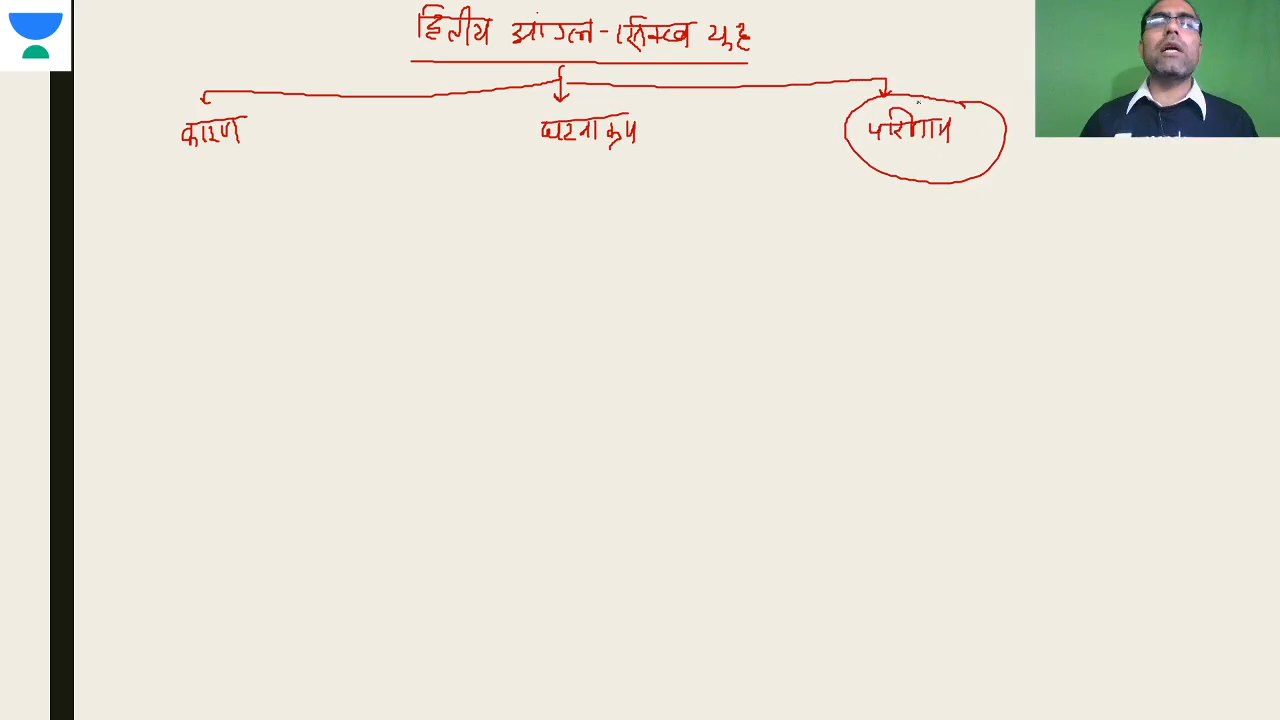 द्वितीय आंग्ल-सिक्ख युद्ध
कारण घटनाक्रम परिणाम